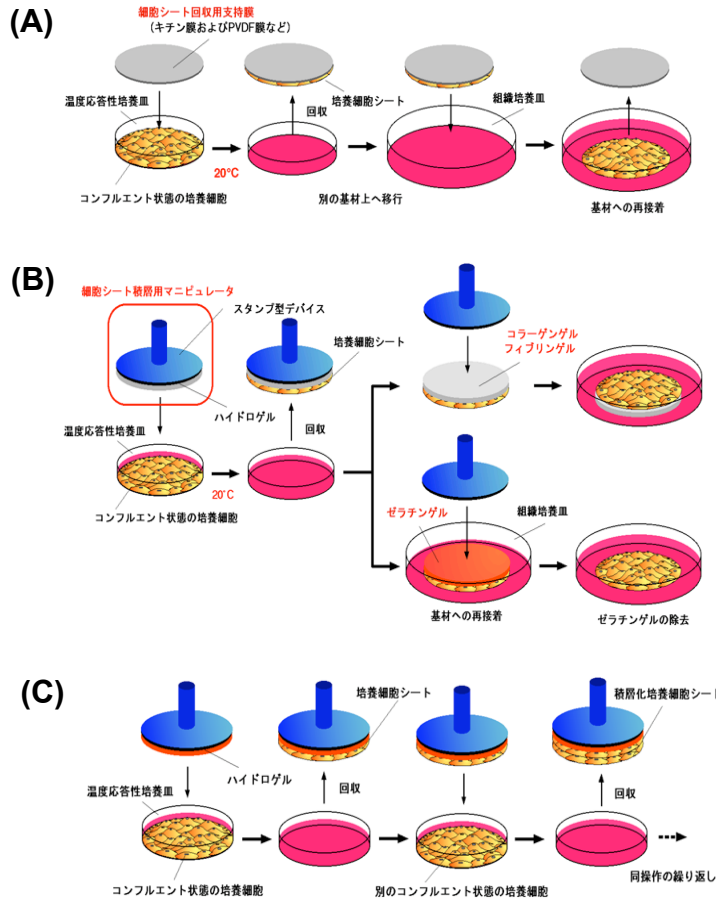 (A)
細胞シート回収用支持膜
(キチン膜およびPVDF膜など)
温度応答性培養皿
培養細胞シート
回収
組織培養皿
20°C
コンフルエント状態の培養細胞
別の基材上へ移行
基材への再接着
(B)
細胞シート積層用マニピュレータ
スタンプ型デバイス
培養細胞シート
コラーゲンゲル
フィブリンゲル
ハイドロゲル
回収
温度応答性培養皿
20°C
コンフルエント状態の培養細胞
ゼラチンゲル
組織培養皿
基材への再接着
ゼラチンゲルの除去
(C)
培養細胞シート
積層化培養細胞シート
ハイドロゲル
温度応答性培養皿
回収
回収
コンフルエント状態の培養細胞
別のコンフルエント状態の培養細胞
同操作の繰り返し